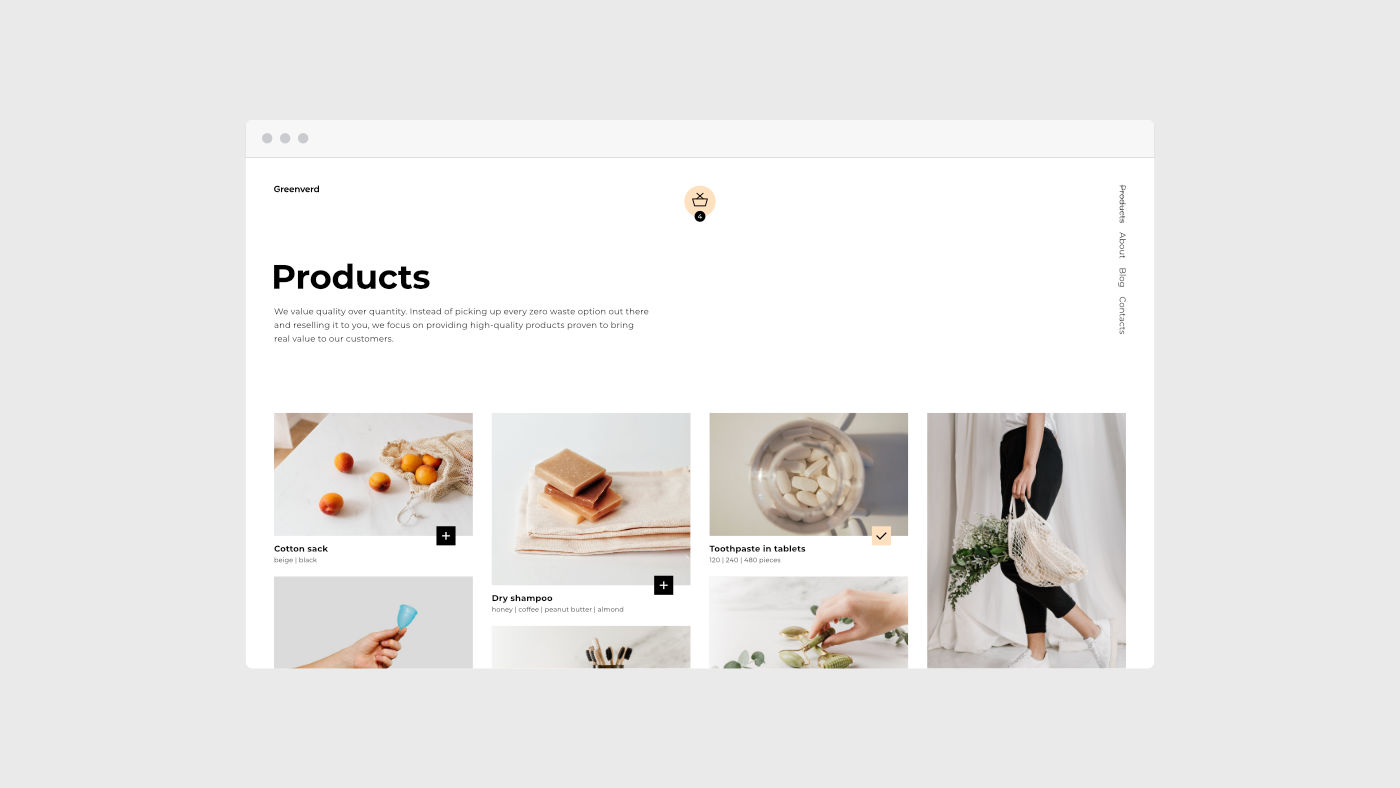 Greenverd
4
Products
About
Blog
Contacts
Products
We value quality over quantity. Instead of picking up every zero waste option out there
and reselling it to you, we focus on providing high-quality products proven to bring
real value to our customers.
Cotton sack
beige | black
Dry shampoo
honey | coffee | peanut butter | almond
Toothpaste in tablets
120 | 240 | 480 pieces